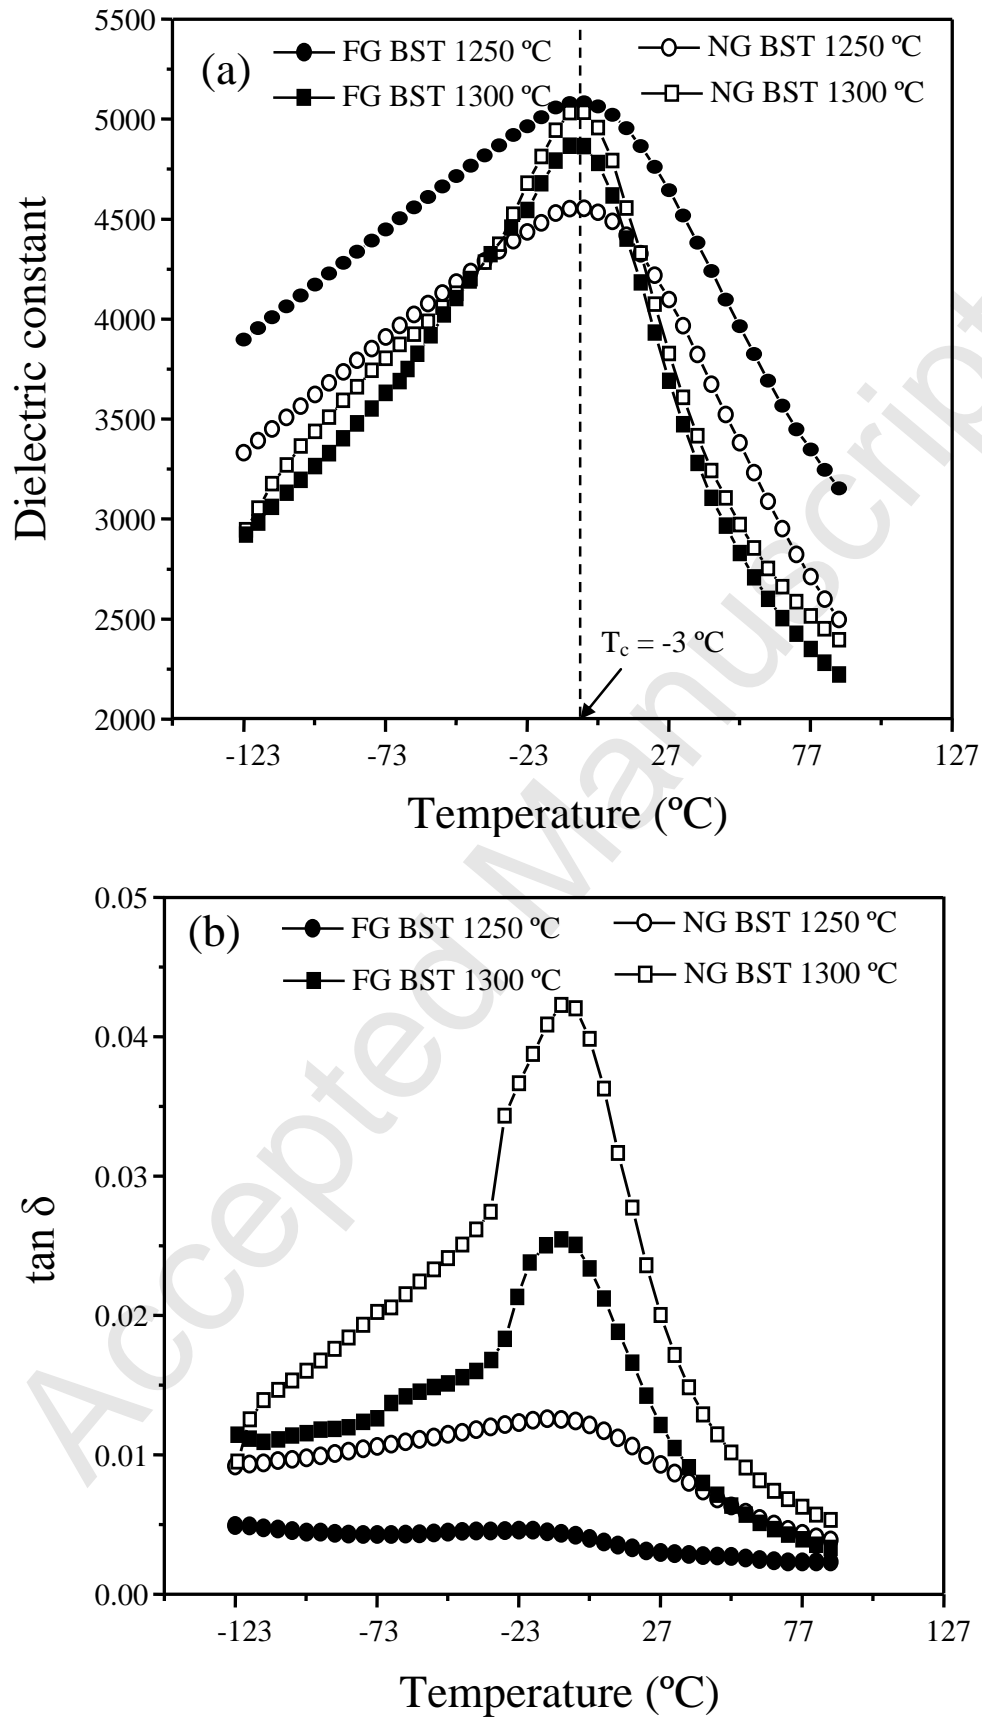 5500
(a)
FG BST 1250 ºC
NG BST 1250 ºC
FG BST 1300 ºC
NG BST 1300 ºC
5000
4500
4000
3500
3000
2500
2000
Dielectric constant
Tc = -3 ºC
-123
-73
-23
27
77
127
Temperature (ºC)
0.05
(b)
FG BST 1250 ºC
NG BST 1250 ºC
FG BST 1300 ºC
NG BST 1300 ºC
0.04
0.03
0.02
0.01
0.00
tan δ
-123
-73
-23
27
77
127
Temperature (ºC)
Accepted Manuscript